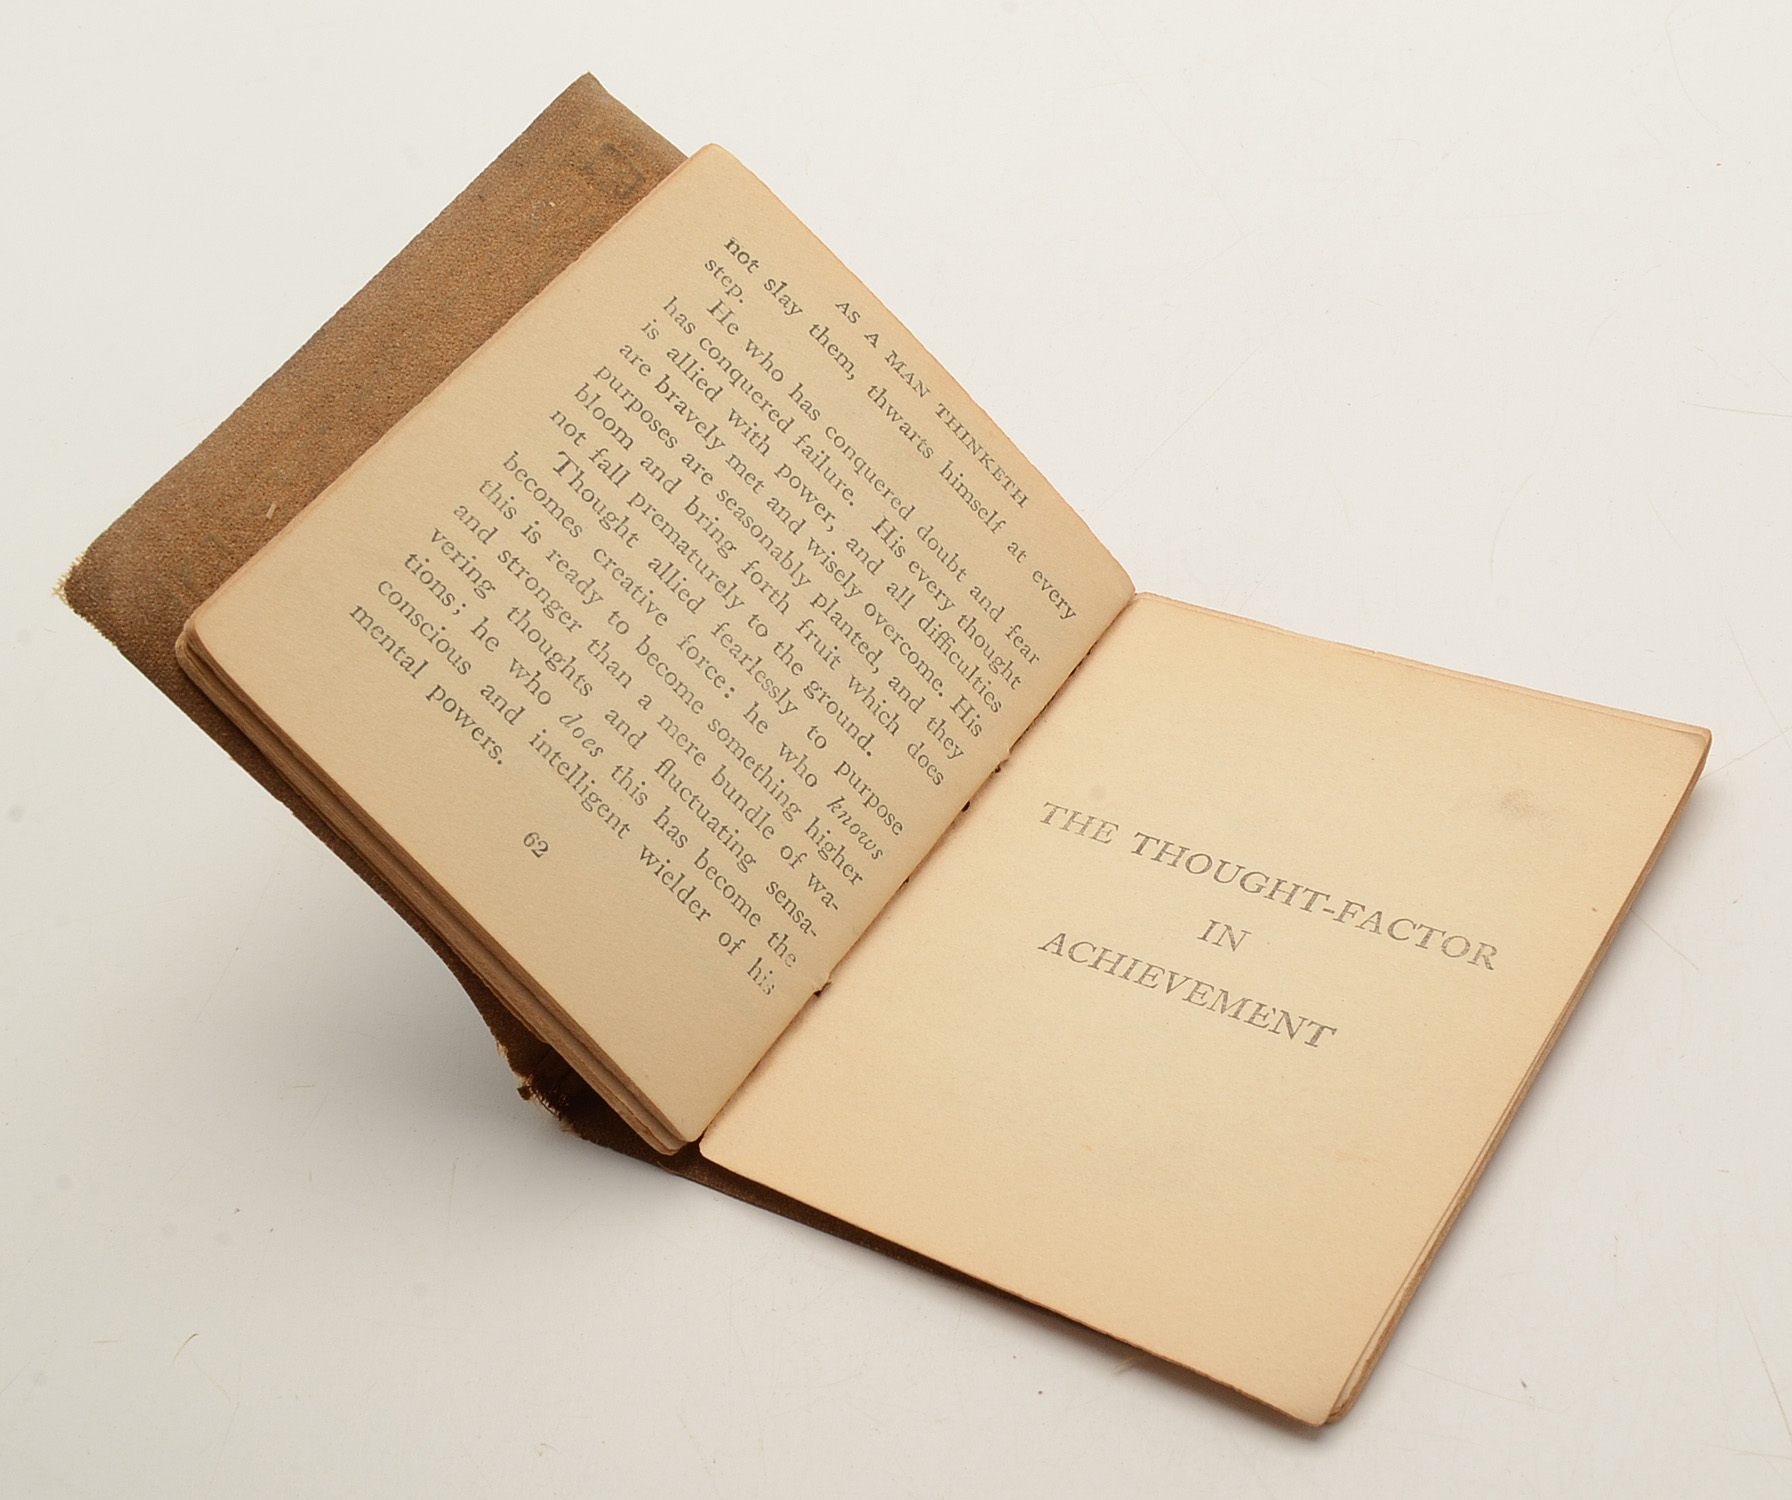 AS A MAN THINKETH
not slay them, thwarts himself at every
step.
He who has conquered doubt and fear
has conquered failure. His every thought
is allied with power, and all difficulties
are bravely met and wisely overcome. His
purposes are seasonably planted, and they
bloom and bring forth fruit which does
not fall prematurely to the ground.
Thought allied fearlessly to purpose
becomes creative force: he who knows
this is ready to become something higher
and stronger than a mere bundle of wa-
vering thoughts and fluctuating sensa-
tions; he who does this has become the
conscious and intelligent wielder of his
mental powers.
62
THE THOUGHT-FACTOR
IN
ACHIEVEMENT